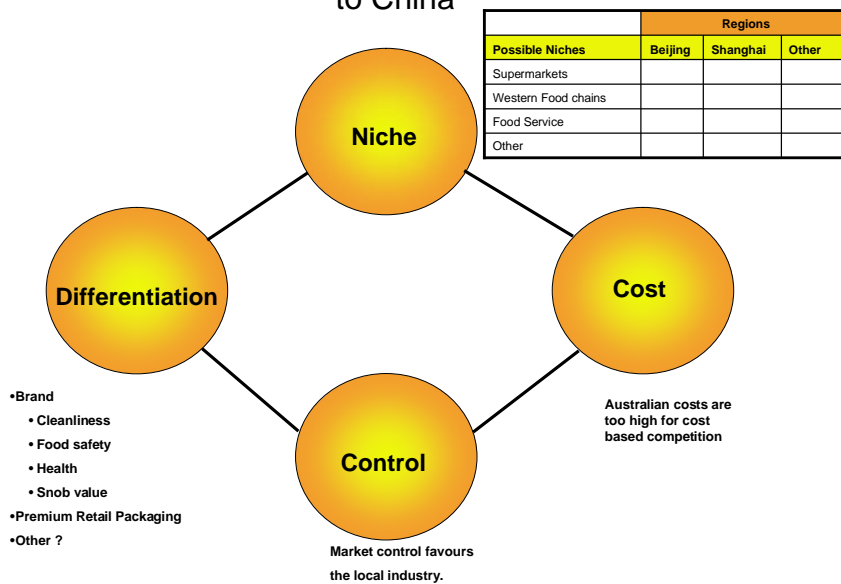 to China
Regions
Possible Niches Beijing Shanghai Other
Supermarkets
Western Food chains
Food Service
Other
Niche
Differentiation
Cost
Control
•Brand
• Cleanliness
• Food safety
• Health
• Snob value
•Premium Retail Packaging
•Other ?
Australian costs are
too high for cost
based competition
Market control favours
the local industry.